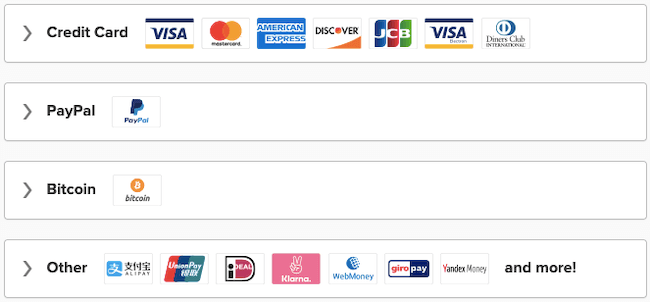 Credit Card VISA mastercard. AMERICAN EXPRESS DISCOVER JCB VISA Electron Diners Club INTERNATIONAL
PayPal PayPal
Bitcoin bitcoin
Other 支付宝 ALIPAY UnionPay 银联 iDEAL Klarna. WebMoney giropay Yandex Money and more!